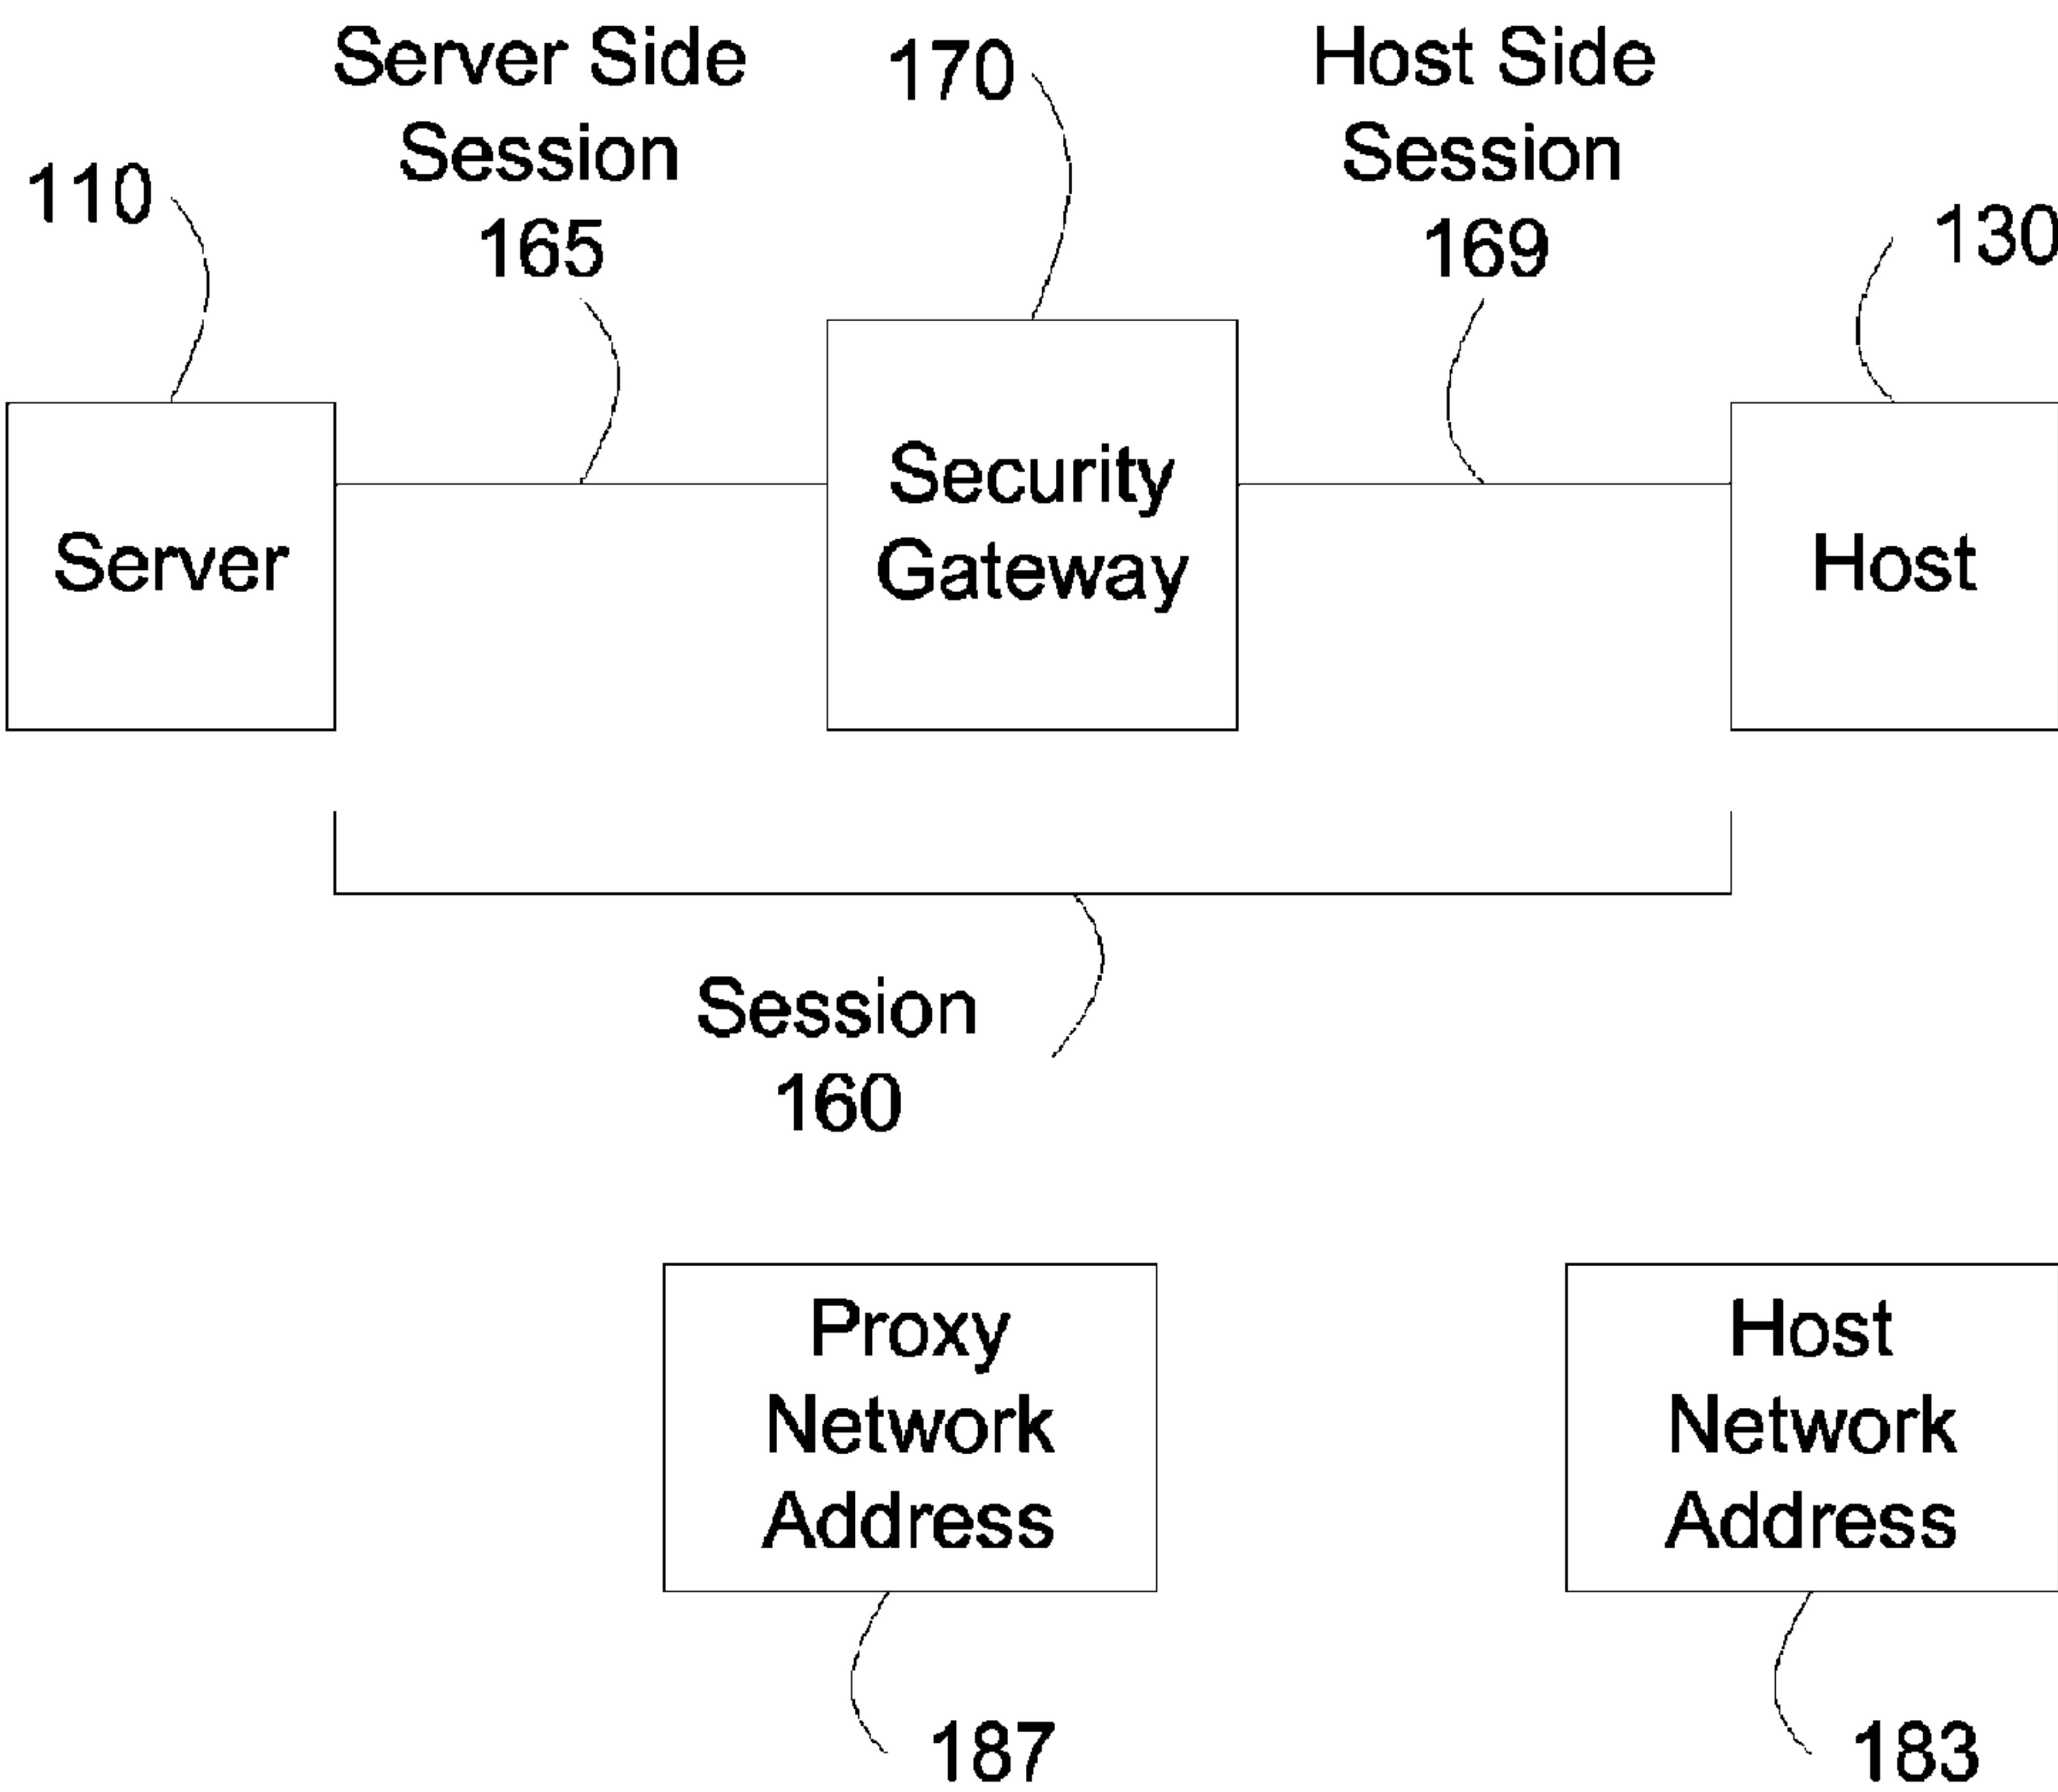 Server Side
Session
165
170
Host Side
Session
169
110
130
Server
Security
Gateway
Host
Session
160
Proxy
Network
Address
Host
Network
Address
187
183